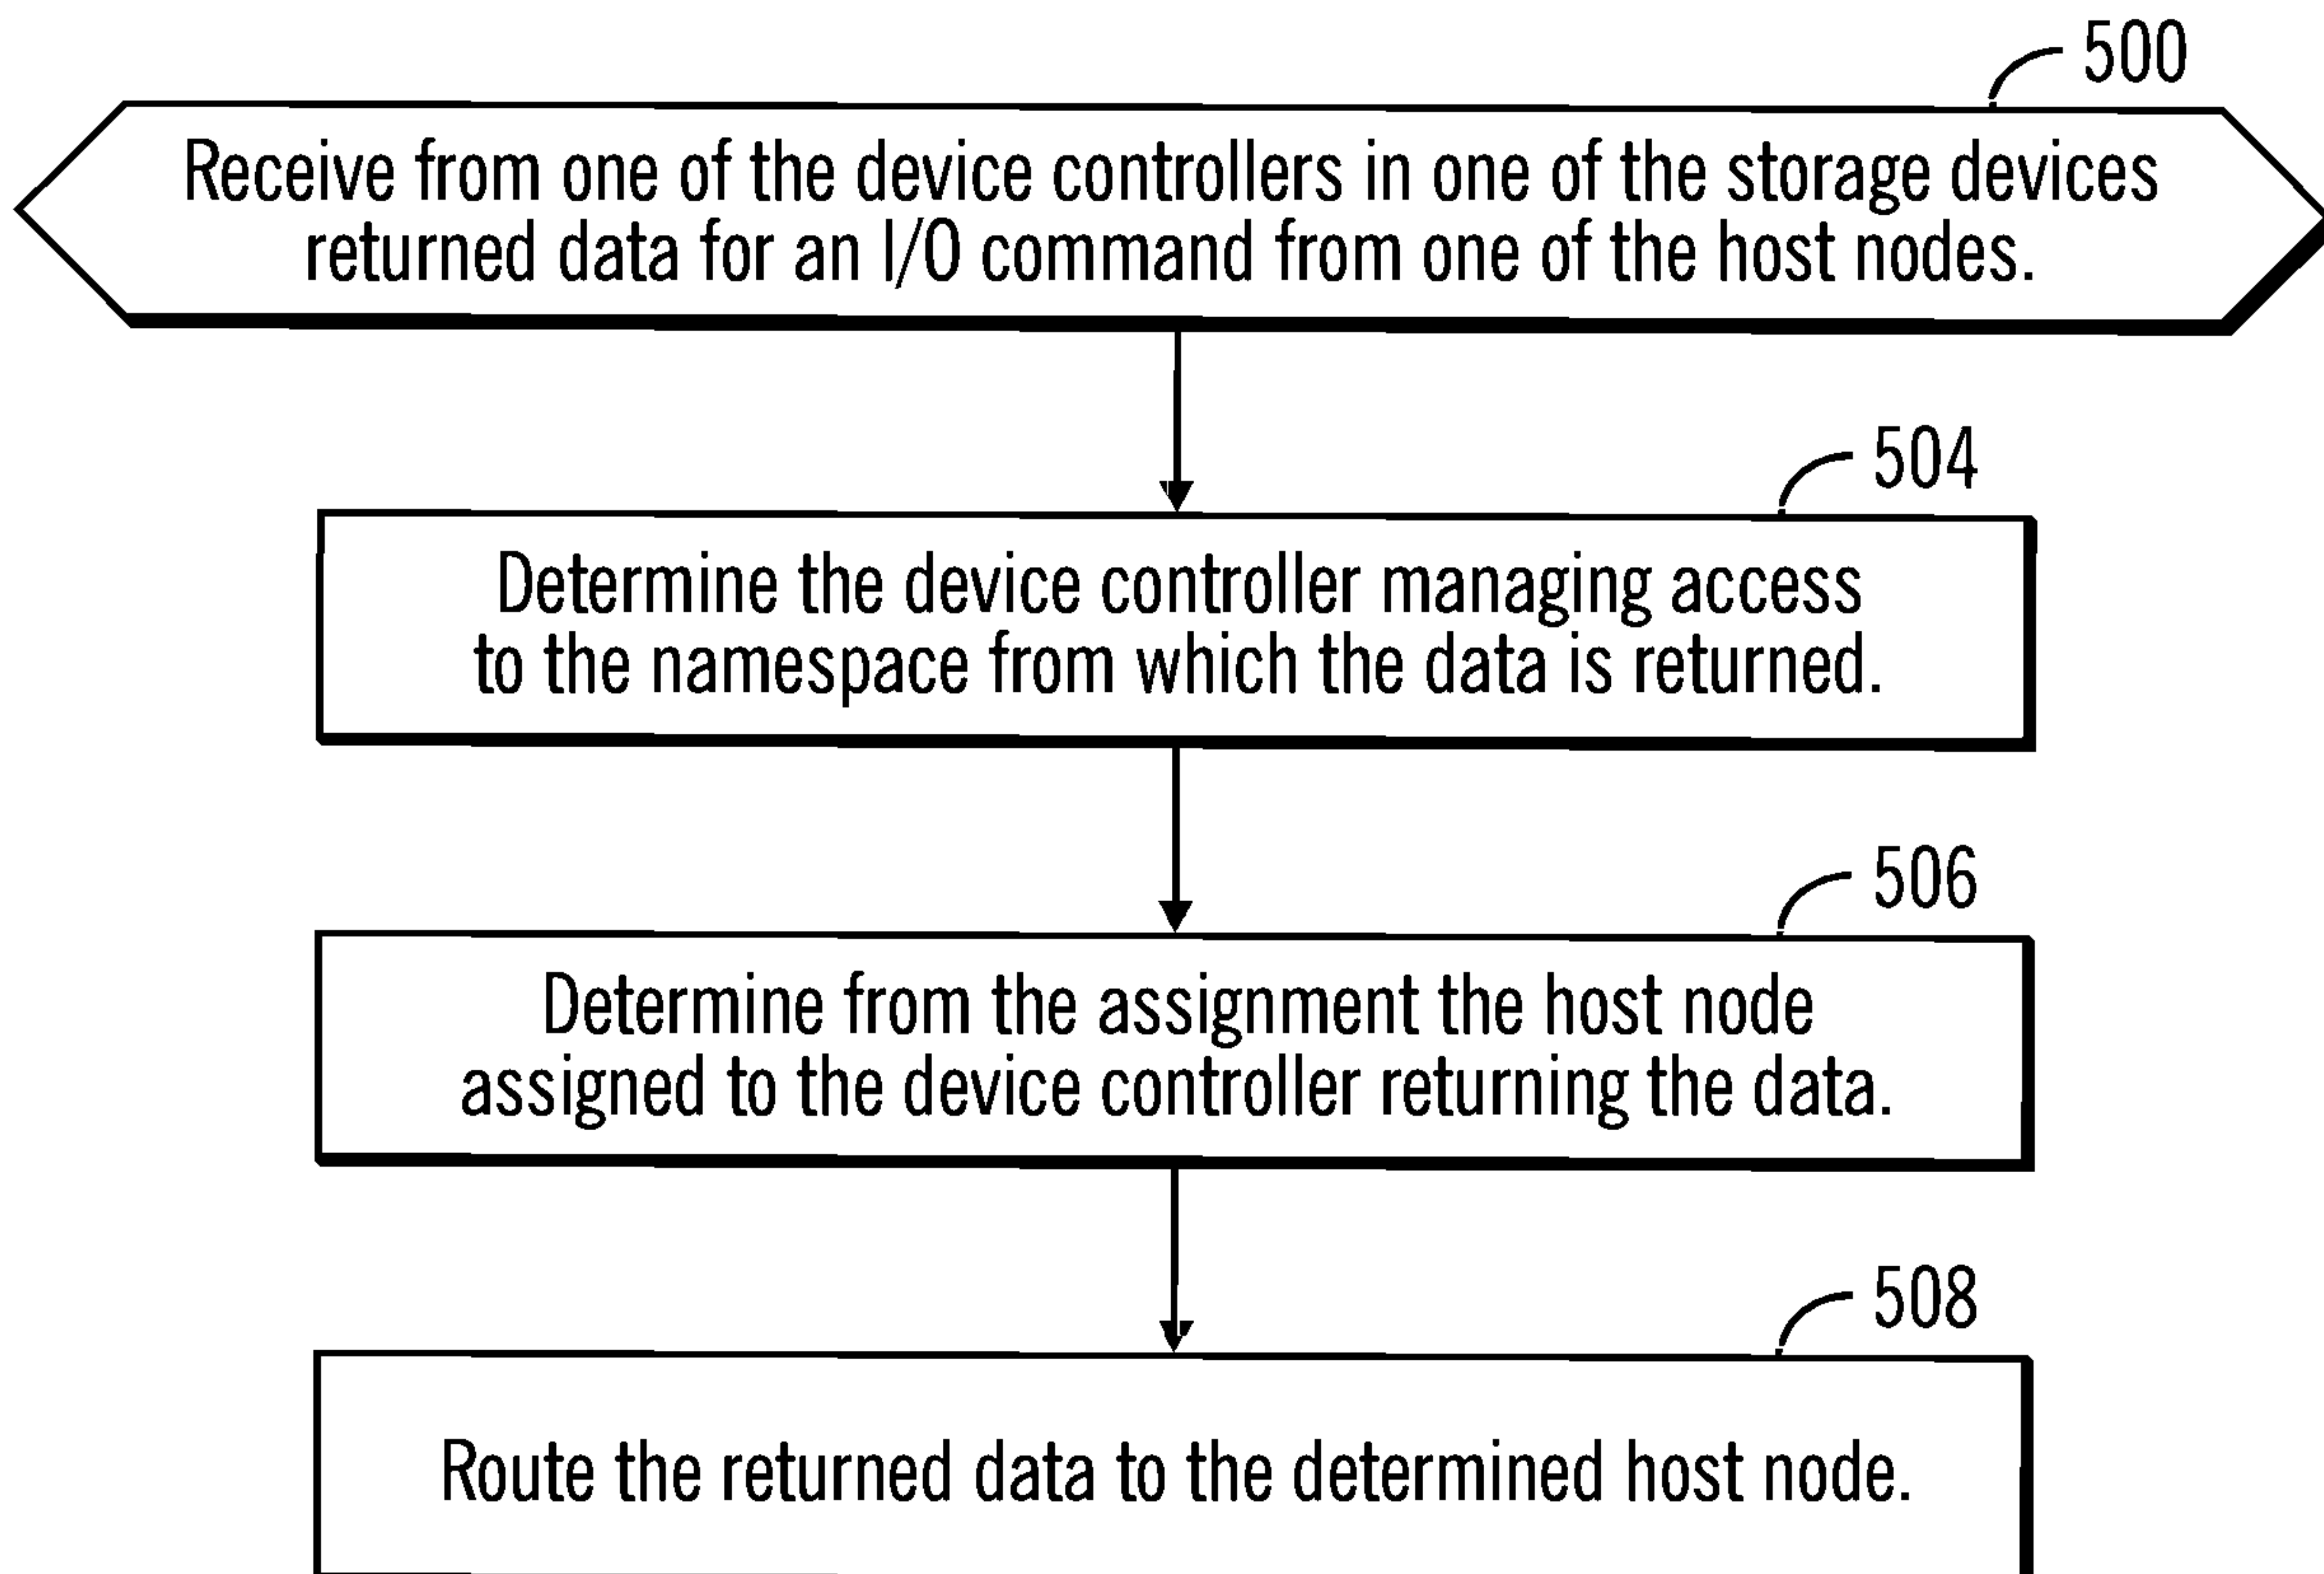 500
Receive from one of the device controllers in one of the storage devices
returned data for an I/O command from one of the host nodes.
504
Determine the device controller managing access
to the namespace from which the data is returned.
506
Determine from the assignment the host node
assigned to the device controller returning the data.
508
Route the returned data to the determined host node.